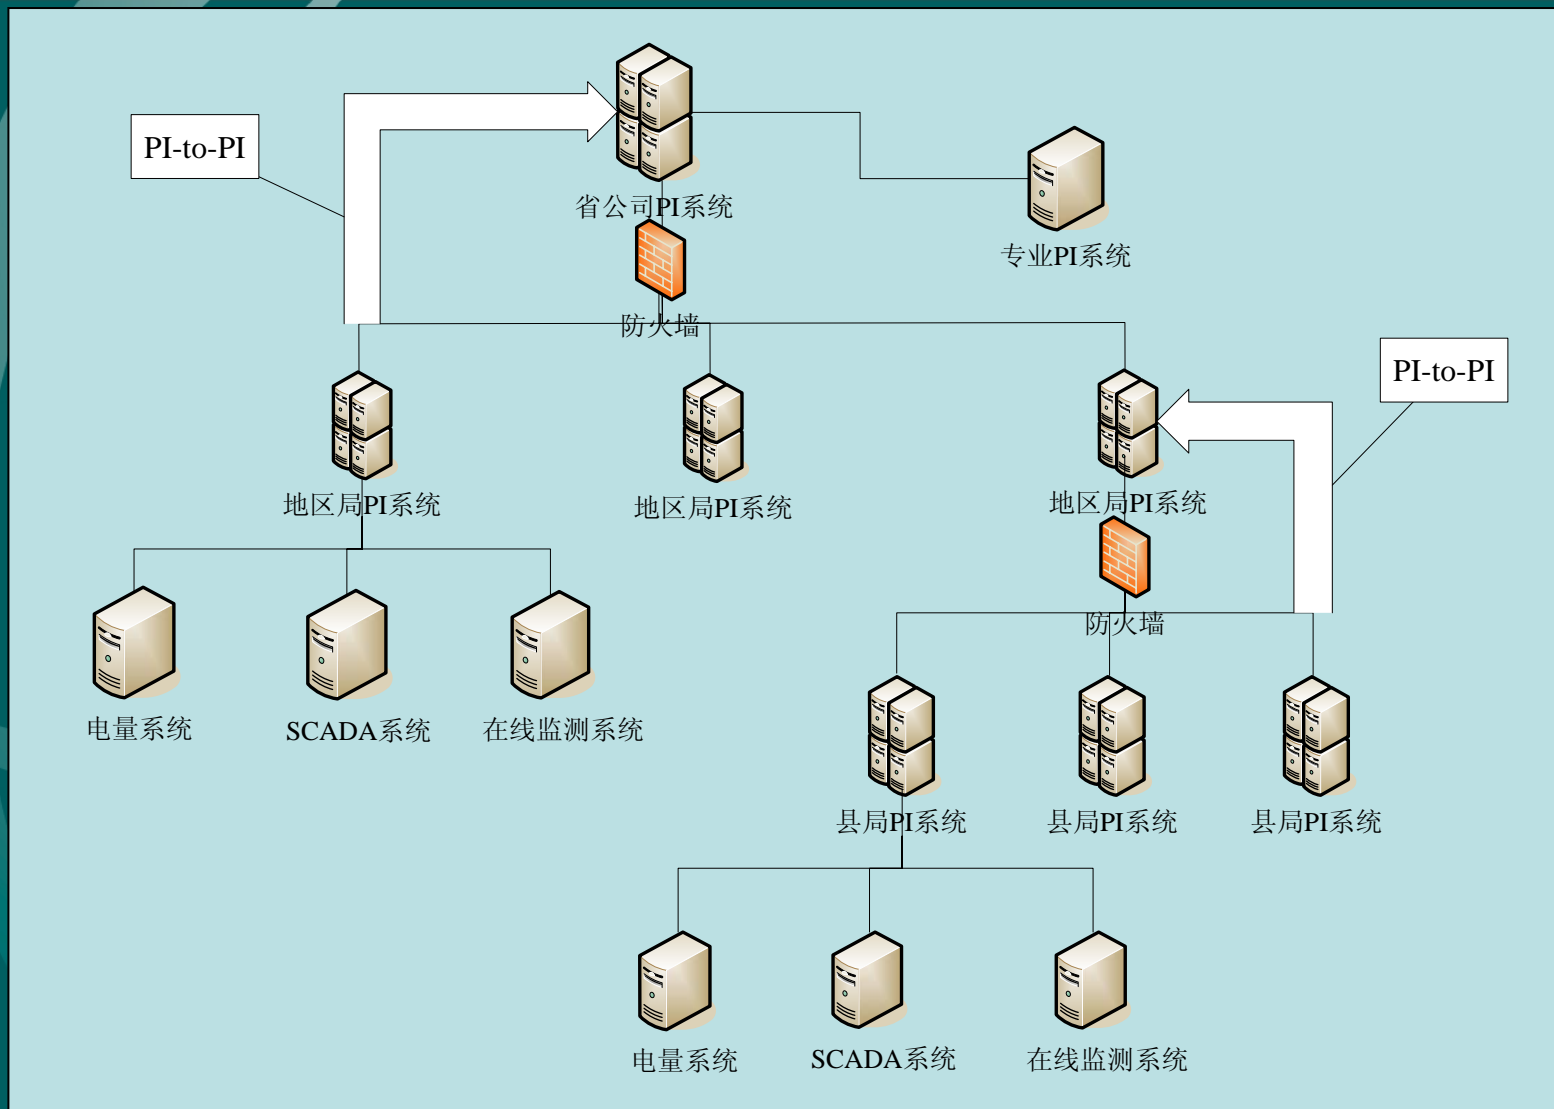 PI-to-PI
省公司PI系统
专业PI系统
防火墙
PI-to-PI
地区局PI系统
地区局PI系统
地区局PI系统
防火墙
电量系统
SCADA系统
在线监测系统
县局PI系统
县局PI系统
县局PI系统
电量系统
SCADA系统
在线监测系统